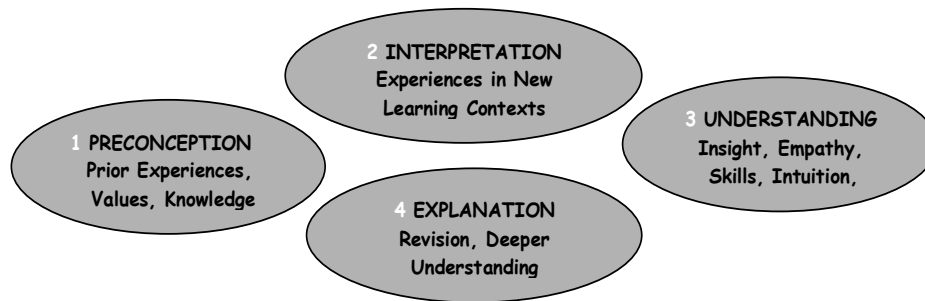 1 PRECONCEPTION
Prior Experiences,
Values, Knowledge
2 INTERPRETATION
Experiences in New
Learning Contexts
3 UNDERSTANDING
Insight, Empathy,
Skills, Intuition,
4 EXPLANATION
Revision, Deeper
Understanding